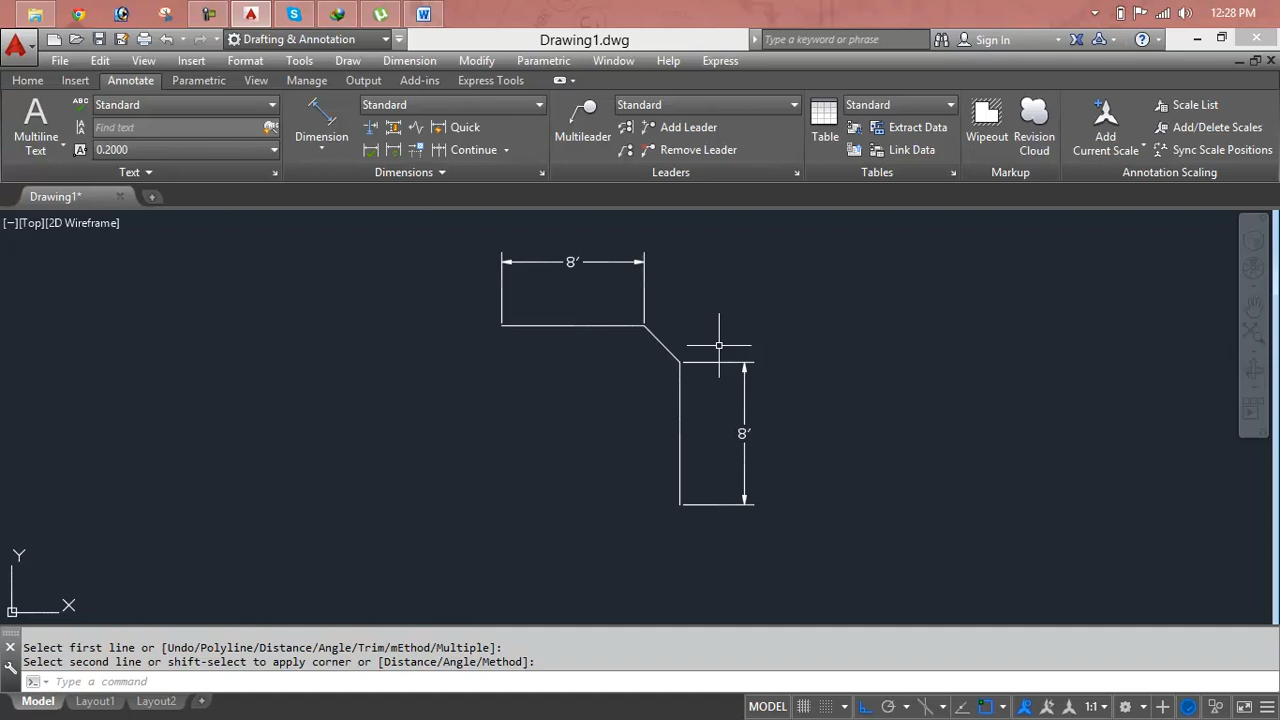 12:28 PM
Drafting & Annotation
Drawing1.dwg
Type a keyword or phrase
Sign In
File Edit View Insert Format Tools Draw Dimension Modify Parametric Window Help Express
Home Insert Annotate Parametric View Manage Output Add-ins Express Tools
A
Multiline
Text
ABC
Standard
Find text
0.2000
Text
Dimension
Standard
Quick
Continue
Dimensions
Multileader
Standard
Add Leader
Remove Leader
Leaders
Table
Standard
Extract Data
Link Data
Tables
Wipeout
Revision
Cloud
Markup
Add
Current Scale
Scale List
Add/Delete Scales
Sync Scale Positions
Annotation Scaling
Drawing1*
[−][Top][2D Wireframe]
8′
8′
Y
X
Select first line or [Undo/Polyline/Distance/Angle/Trim/mEthod/Multiple]:
Select second line or shift-select to apply corner or [Distance/Angle/Method]:
Type a command
Model Layout1 Layout2 +
MODEL
1:1